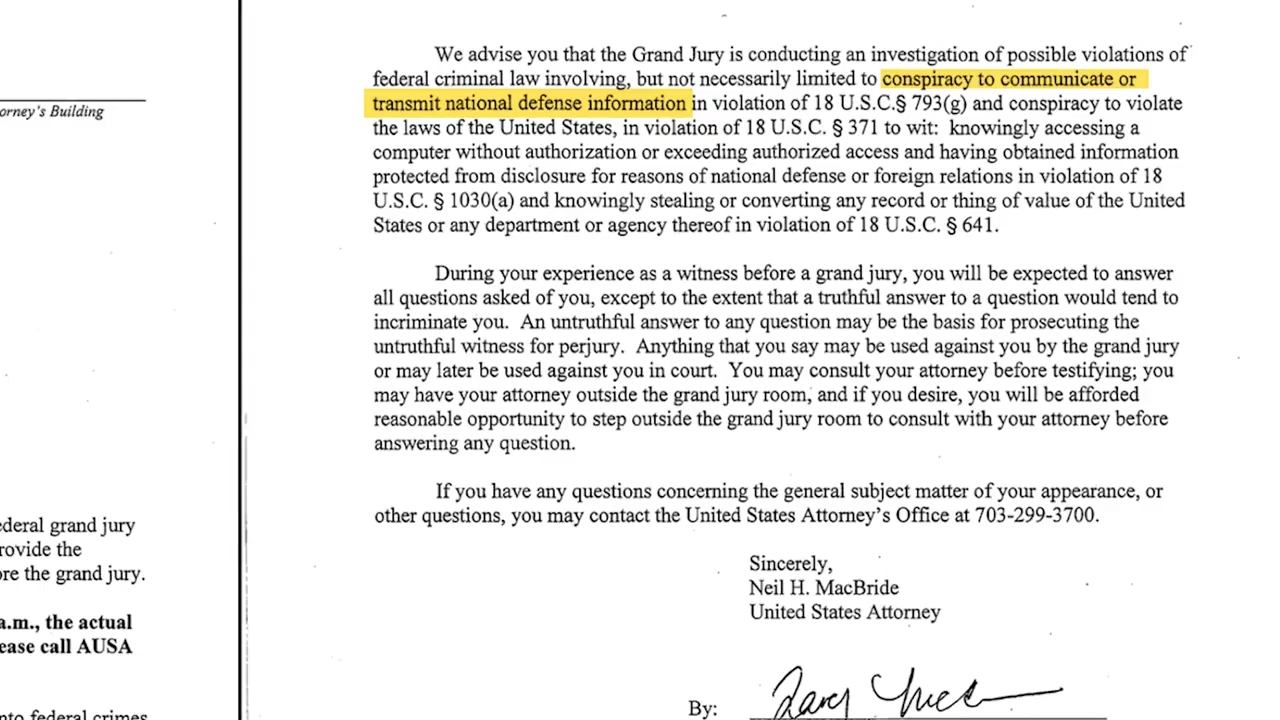 orney's Building
ederal grand jury
rovide the
ore the grand jury.
a.m., the actual
ease call AUSA
nto federal crimes
We advise you that the Grand Jury is conducting an investigation of possible violations of
federal criminal law involving, but not necessarily limited to conspiracy to communicate or
transmit national defense information in violation of 18 U.S.C.§ 793(g) and conspiracy to violate
the laws of the United States, in violation of 18 U.S.C. § 371 to wit: knowingly accessing a
computer without authorization or exceeding authorized access and having obtained information
protected from disclosure for reasons of national defense or foreign relations in violation of 18
U.S.C. § 1030(a) and knowingly stealing or converting any record or thing of value of the United
States or any department or agency thereof in violation of 18 U.S.C. § 641.
During your experience as a witness before a grand jury, you will be expected to answer
all questions asked of you, except to the extent that a truthful answer to a question would tend to
incriminate you. An untruthful answer to any question may be the basis for prosecuting the
untruthful witness for perjury. Anything that you say may be used against you by the grand jury
or may later be used against you in court. You may consult your attorney before testifying; you
may have your attorney outside the grand jury room, and if you desire, you will be afforded
reasonable opportunity to step outside the grand jury room to consult with your attorney before
answering any question.
If you have any questions concerning the general subject matter of your appearance, or
other questions, you may contact the United States Attorney's Office at 703-299-3700.
Sincerely,
Neil H. MacBride
United States Attorney
By: